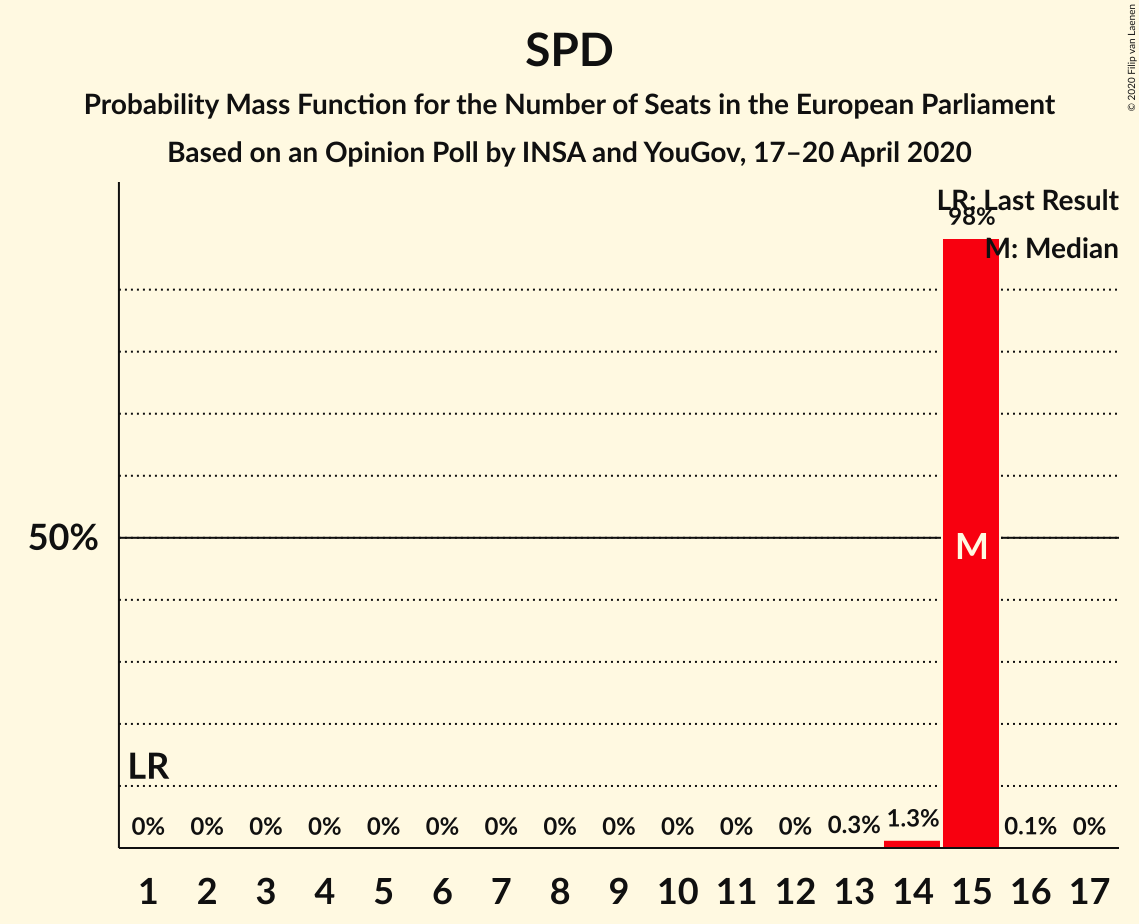 SPD
Probability Mass Function for the Number of Seats in the European Parliament
Based on an Opinion Poll by INSA and YouGov, 17–20 April 2020
© 2020 Filip van Laenen
LR: Last Result
98%
M: Median
50%
M
LR
0% 0% 0% 0% 0% 0% 0% 0% 0% 0% 0% 0% 0.3% 1.3% 0.1% 0%
1 2 3 4 5 6 7 8 9 10 11 12 13 14 15 16 17